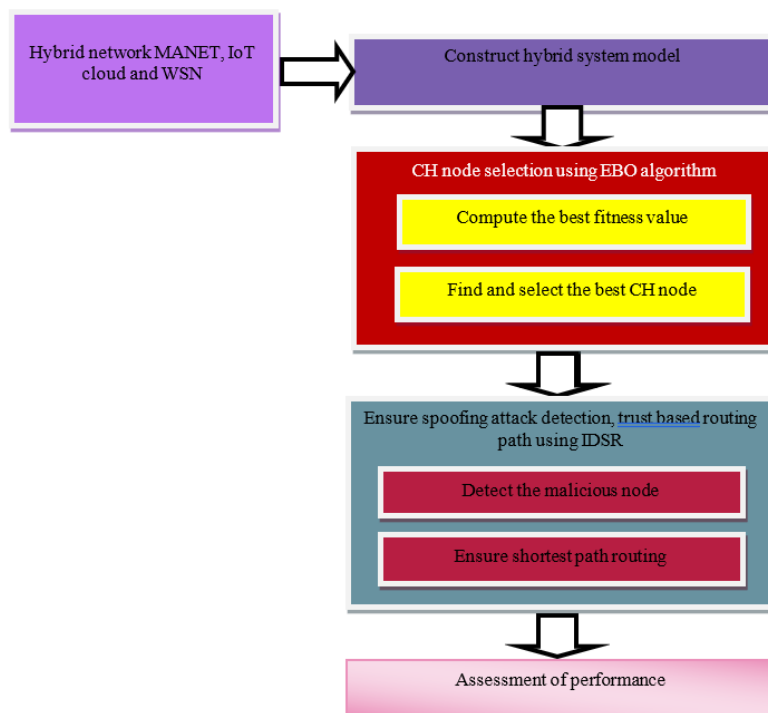 Hybrid network MANET, IoT
cloud and WSN
Construct hybrid system model
CH node selection using EBO algorithm
Compute the best fitness value
Find and select the best CH node
Ensure spoofing attack detection, trust based routing
path using IDSR
Detect the malicious node
Ensure shortest path routing
Assessment of performance